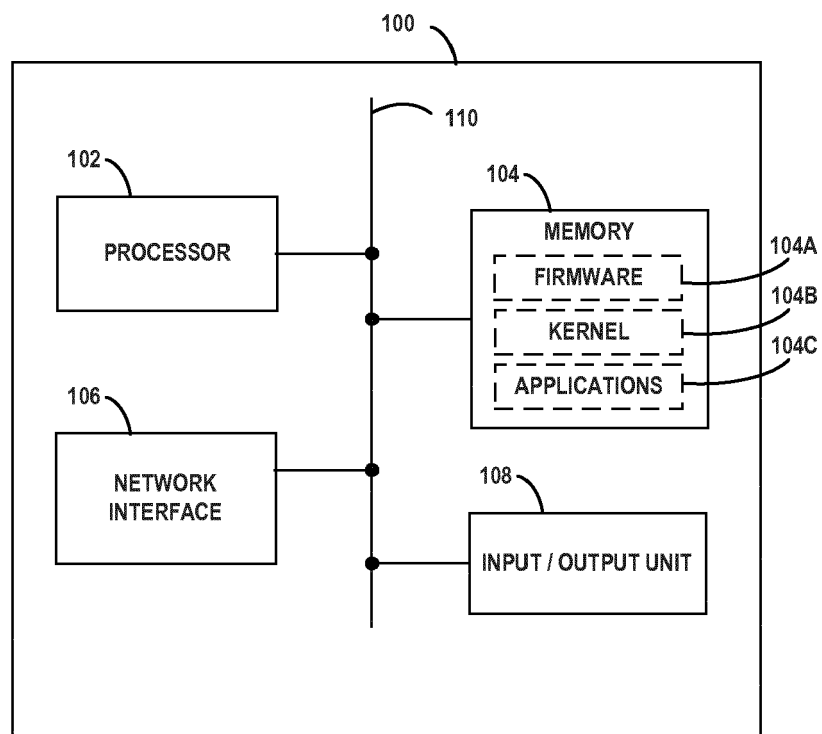 100
110
102
PROCESSOR
104
MEMORY
FIRMWARE
104A
KERNEL
104B
APPLICATIONS
104C
106
NETWORK
INTERFACE
108
INPUT / OUTPUT UNIT